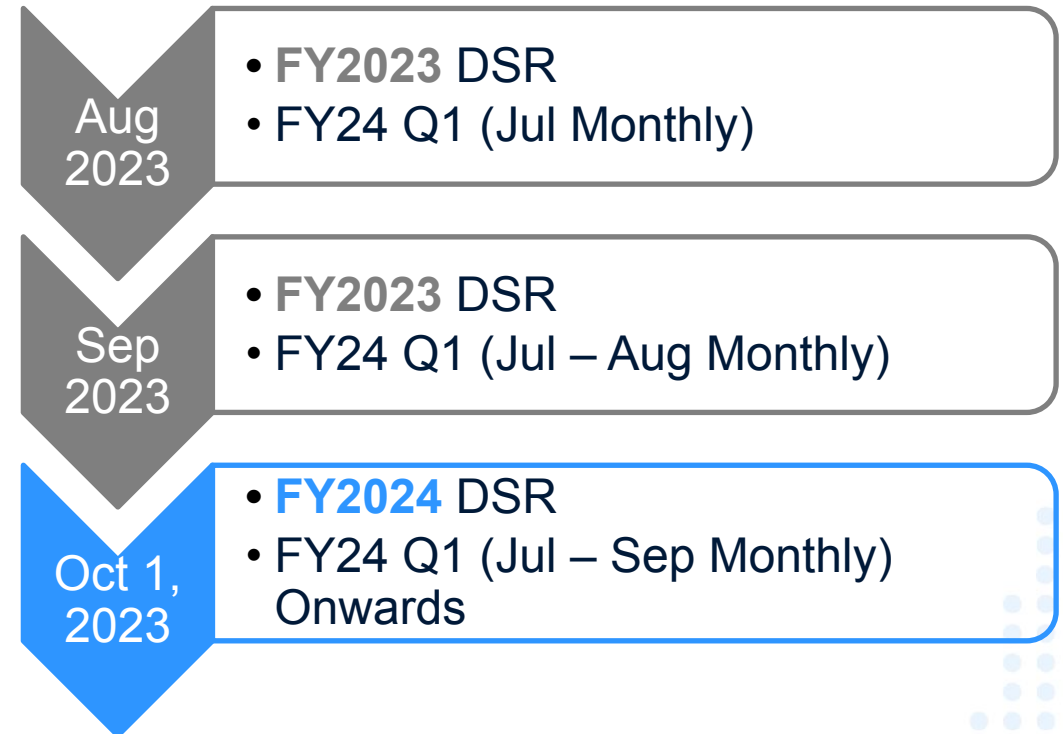 Aug
2023
• FY2023 DSR
• FY24 Q1 (Jul Monthly)
Sep
2023
• FY2023 DSR
• FY24 Q1 (Jul – Aug Monthly)
Oct 1,
2023
• FY2024 DSR
• FY24 Q1 (Jul – Sep Monthly)
Onwards